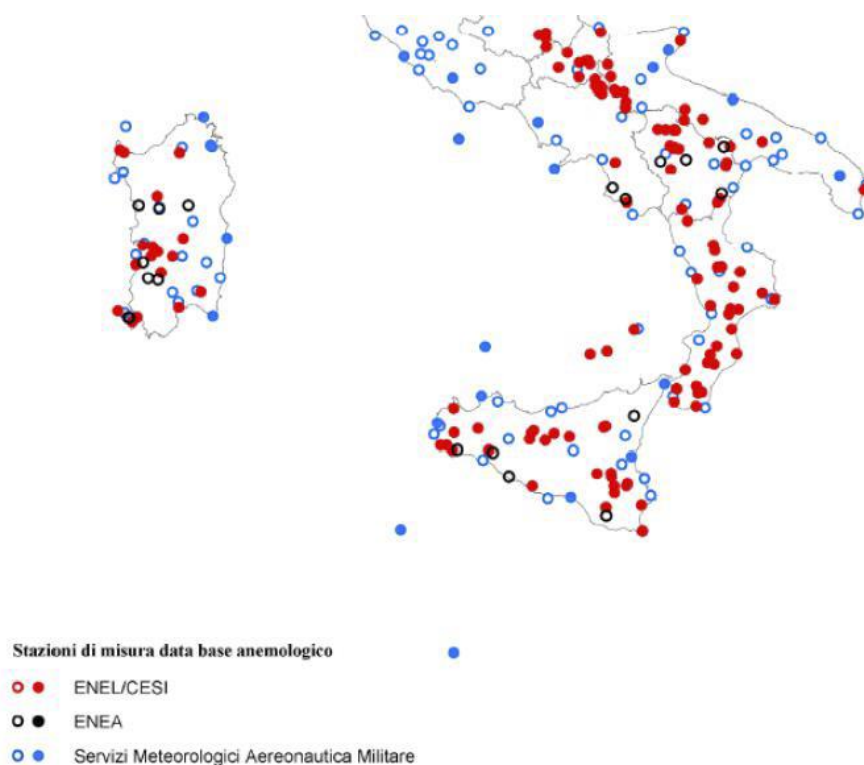 Stazioni di misura data base anemologico
ENEL/CESI
ENEA
Servizi Meteorologici Aereonautica Militare